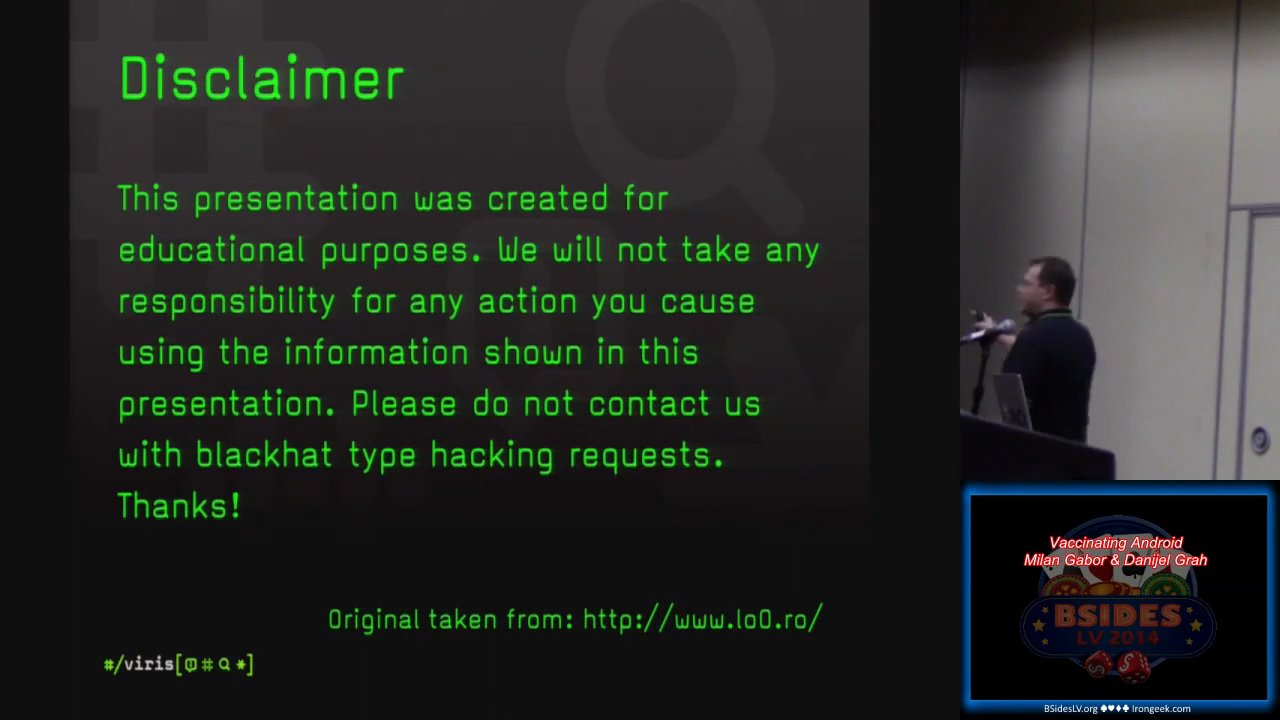 Disclaimer
This presentation was created for
educational purposes. We will not take any
responsibility for any action you cause
using the information shown in this
presentation. Please do not contact us
with blackhat type hacking requests.
Thanks!
Original taken from: http://www.lo0.ro/
#/viris[
Vaccinating Android
Milan Gabor & Danijel Grah
BSIDES
LV 2014
BSidesLV.org ♠♥♦♣ Irongeek.com